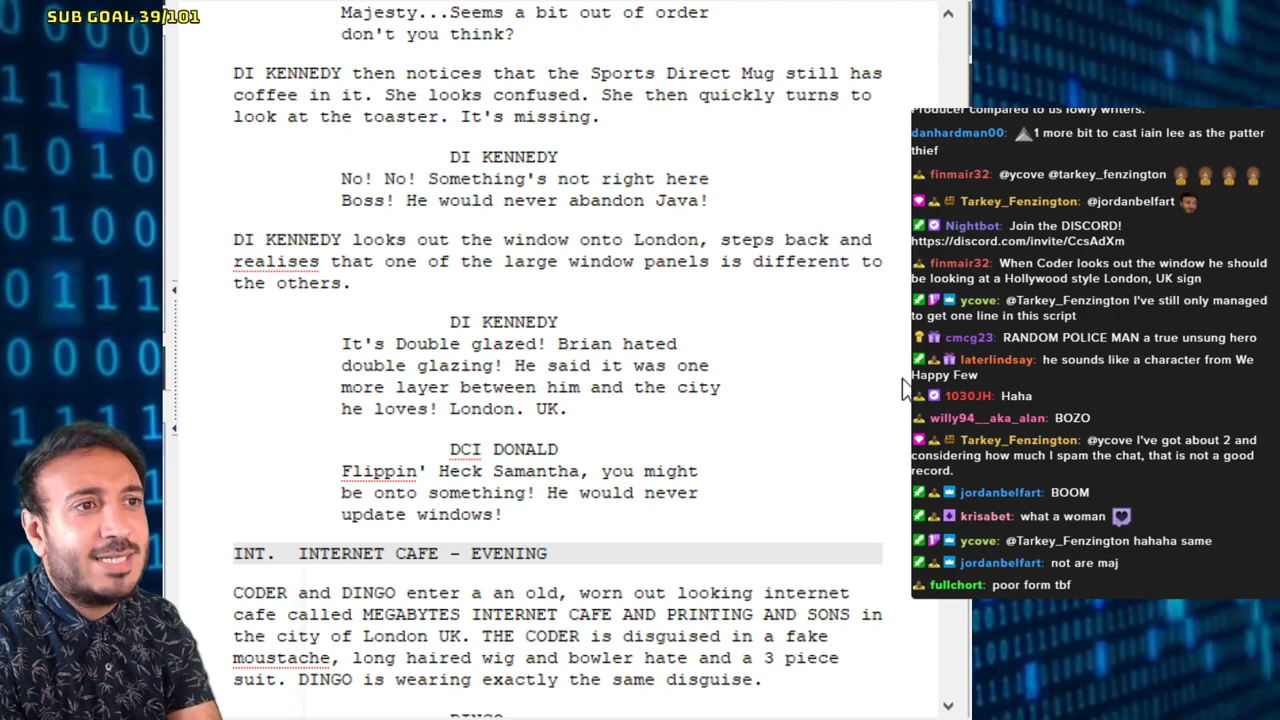 SUB GOAL 39/101
Majesty...Seems a bit out of order
don't you think?
DI KENNEDY then notices that the Sports Direct Mug still has
coffee in it. She looks confused. She then quickly turns to
look at the toaster. It's missing.
DI KENNEDY
No! No! Something's not right here
Boss! He would never abandon Java!
DI KENNEDY looks out the window onto London, steps back and
realises that one of the large window panels is different to
the others.
DI KENNEDY
It's Double glazed! Brian hated
double glazing! He said it was one
more layer between him and the city
he loves! London. UK.
DCI DONALD
Flippin' Heck Samantha, you might
be onto something! He would never
update windows!
INT. INTERNET CAFE - EVENING
CODER and DINGO enter a an old, worn out looking internet
cafe called MEGABYTES INTERNET CAFE AND PRINTING AND SONS in
the city of London UK. THE CODER is disguised in a fake
moustache, long haired wig and bowler hate and a 3 piece
suit. DINGO is wearing exactly the same disguise.
DINGO
Producer compared to us lowly writers.
danhardman00: 1 more bit to cast iain lee as the patter
thief
finmair32: @ycove @tarkey_fenzington
Tarkey_Fenzington: @jordanbelfart
Nightbot: Join the DISCORD!
https://discord.com/invite/CcsAdXm
finmair32: When Coder looks out the window he should
be looking at a Hollywood style London, UK sign
ycove: @Tarkey_Fenzington I've still only managed
to get one line in this script
cmcg23: RANDOM POLICE MAN a true unsung hero
laterlindsay: he sounds like a character from We
Happy Few
1030JH: Haha
willy94__aka_alan: BOZO
Tarkey_Fenzington: @ycove I've got about 2 and
considering how much I spam the chat, that is not a good
record.
jordanbelfart: BOOM
krisabet: what a woman
ycove: @Tarkey_Fenzington hahaha same
jordanbelfart: not are maj
fullchort: poor form tbf